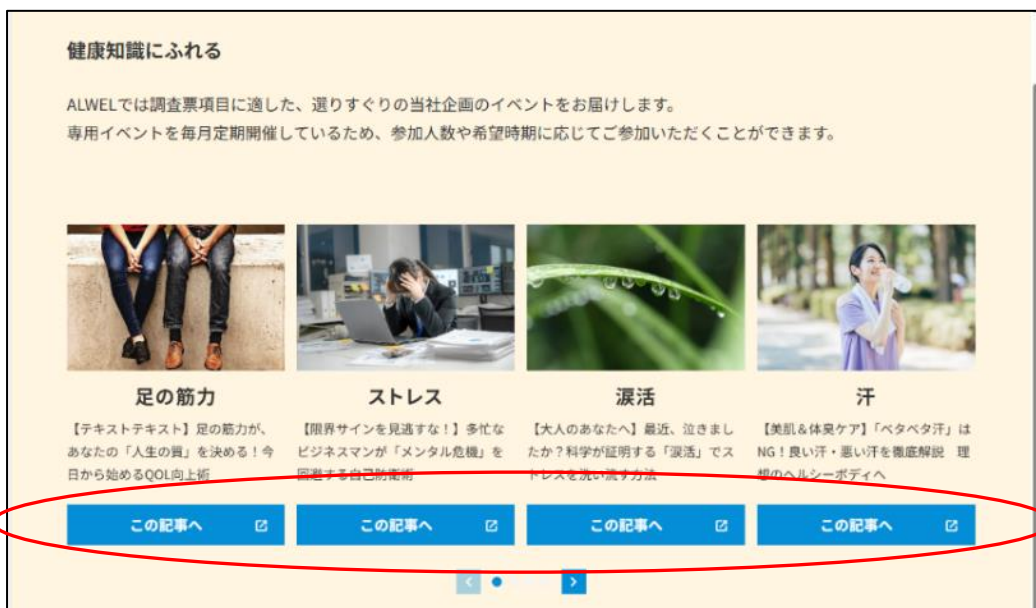 健康知識にふれる
ALWELでは調査票項目に適した、選りすぐりの当社企画のイベントをお届けします。
専用イベントを毎月定期開催しているため、参加人数や希望時期に応じてご参加いただくことができます。
足の筋力
【テキストテキスト】足の筋力が、
あなたの「人生の質」を決める！今
日から始めるQOL向上術
この記事へ
ストレス
【限界サインを見逃すな！】多忙な
ビジネスマンが「メンタル危機」を
回避する自己防衛術
この記事へ
涙活
【大人のあなたへ】最近、泣きまし
たか？科学が証明する「涙活」でス
トレスを洗い流す方法
この記事へ
汗
【美肌＆体臭ケア】「ベタベタ汗」は
NG！良い汗・悪い汗を徹底解説　理
想のヘルシーボディへ
この記事へ